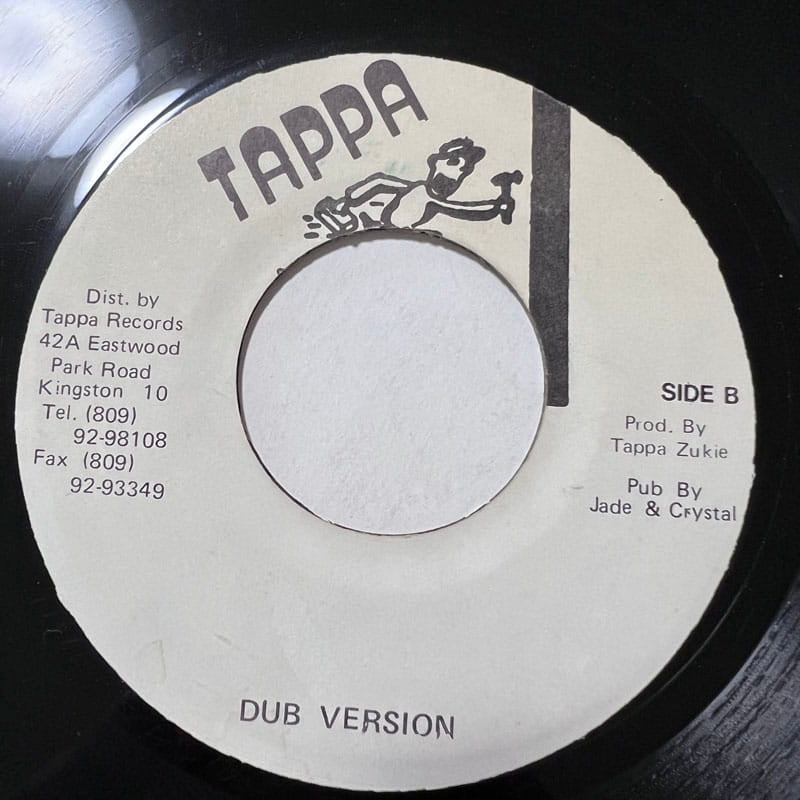 TAPPA
Dist. by
Tappa Records
42A Eastwood
Park Road
Kingston 10
Tel. (809)
92-98108
Fax (809)
92-93349
SIDE B
Prod. By
Tappa Zukie
Pub By
Jade & Crystal
DUB VERSION